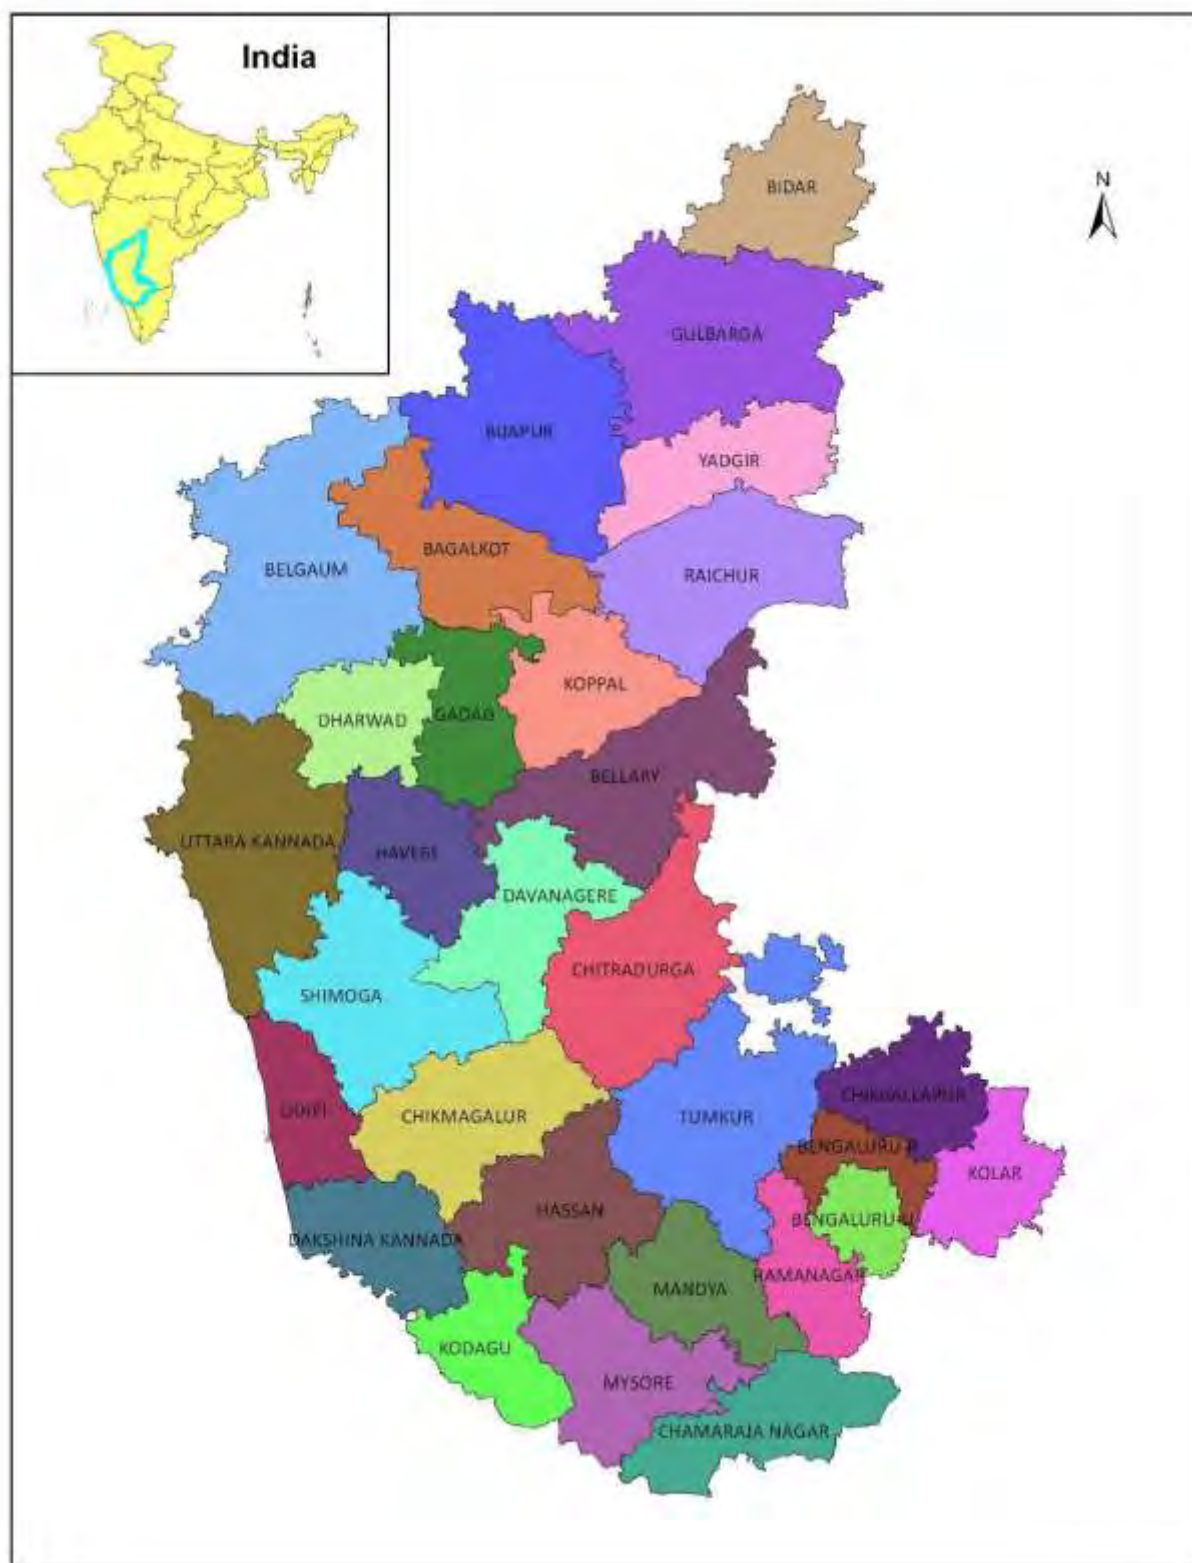 India
N
BIDAR
GULBARGA
BIJAPUR
YADGIR
BAGALKOT
BELGAUM
RAICHUR
KOPPAL
DHARWAD
GADAG
BELLARY
UTTARA KANNADA
HAVERI
DAVANAGERE
CHITRADURGA
SHIMOGA
CHIKBALLAPUR
UDIPI
CHIKMAGALUR
TUMKUR
BENGALURU-R
KOLAR
HASSAN
BENGALURU-U
DAKSHINA KANNADA
RAMANAGAR
MANDYA
KODAGU
MYSORE
CHAMARAJA NAGAR